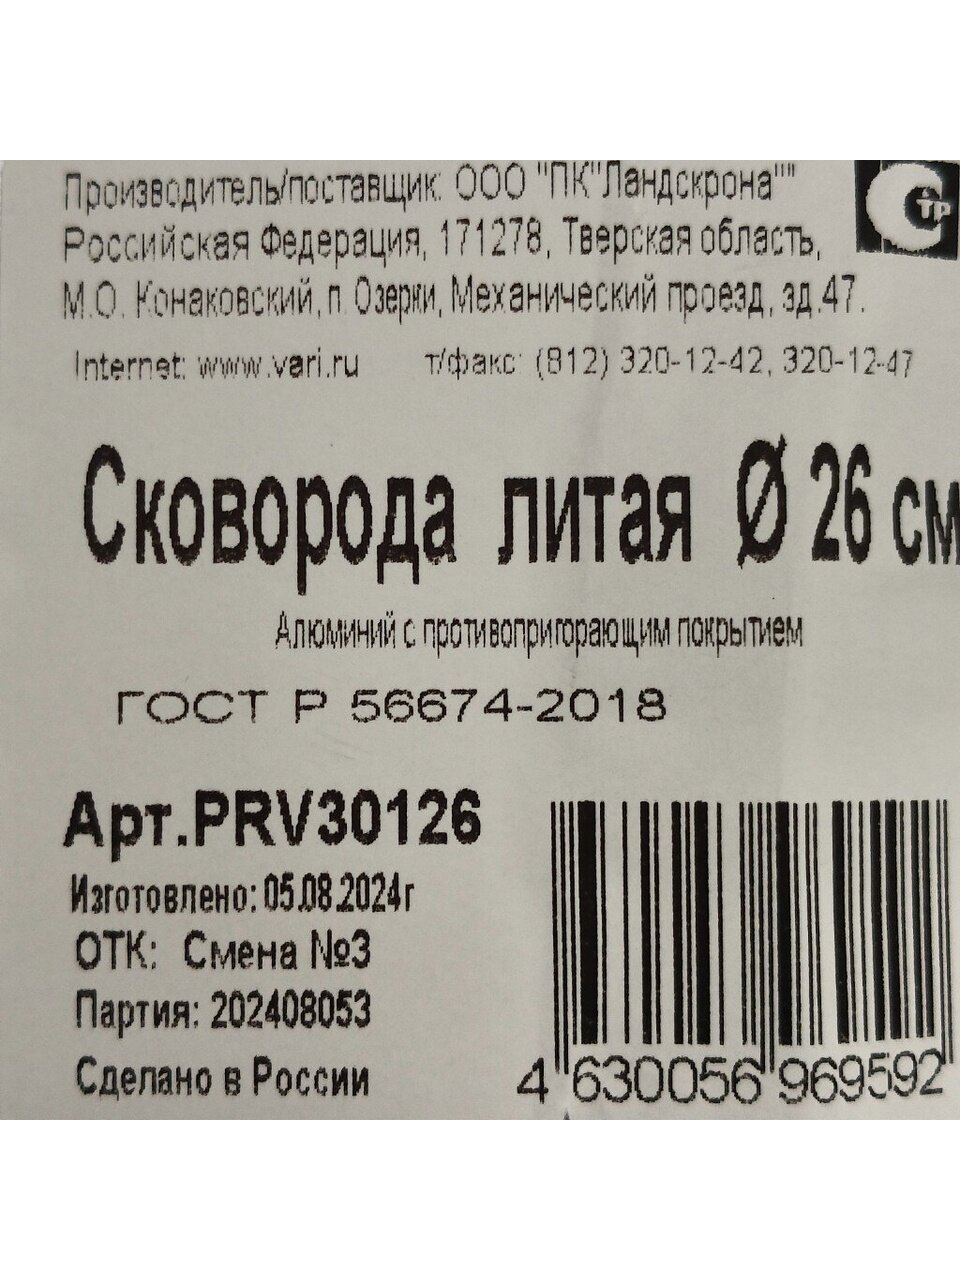 Производитель/поставщик: ООО "ПК"Ландскрона""
СТР
Российская Федерация, 171278, Тверская область,
М.О. Конаковский, п. Озерки, Механический проезд, зд.47.
Internet: www.vari.ru т/факс: (812) 320-12-42, 320-12-47
Сковорода литая Ø 26 см
Алюминий с противопригорающим покрытием
ГОСТ Р 56674-2018
Арт.PRV30126
Изготовлено: 05.08.2024г
ОТК: Смена №3
Партия: 202408053
Сделано в России
4 630056 969592